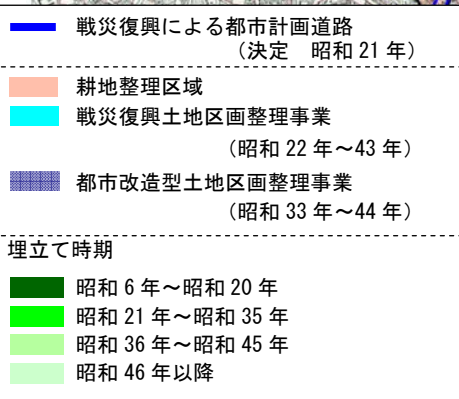 戦災復興による都市計画道路
（決定　昭和 21 年）
耕地整理区域
戦災復興土地区画整理事業
（昭和 22 年～43 年）
都市改造型土地区画整理事業
（昭和 33 年～44 年）
埋立て時期
昭和 6 年～昭和 20 年
昭和 21 年～昭和 35 年
昭和 36 年～昭和 45 年
昭和 46 年以降